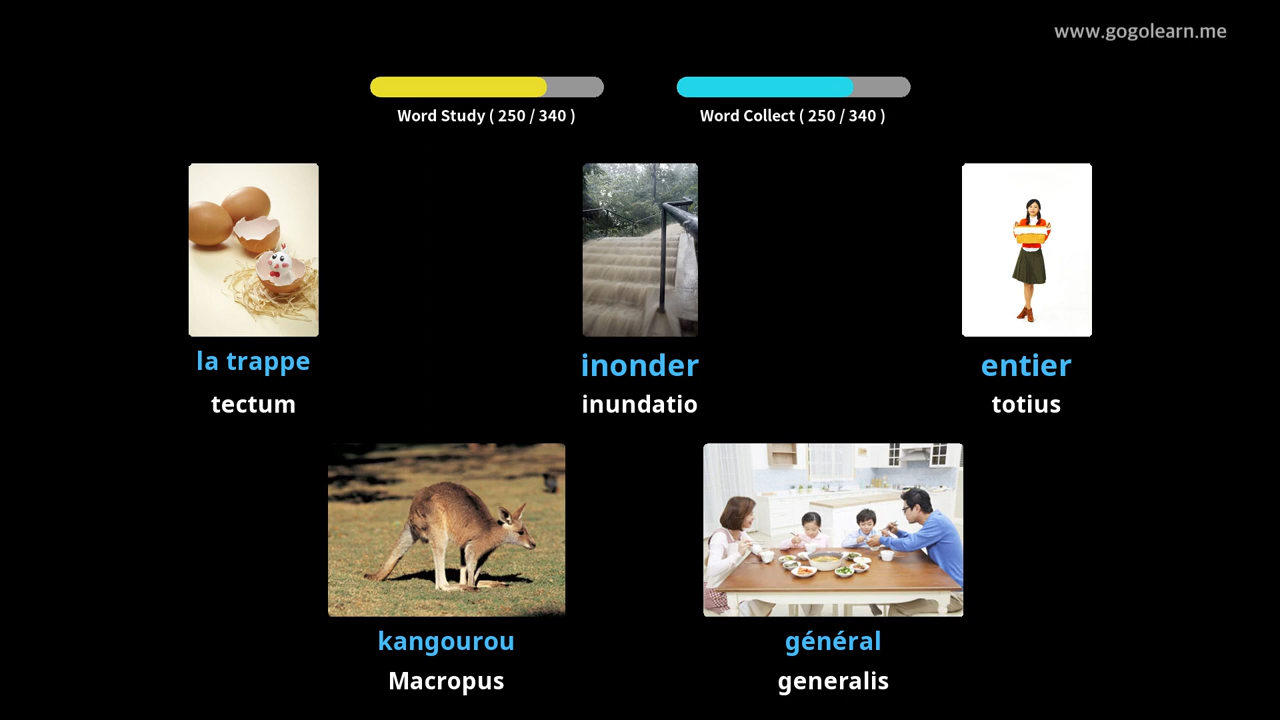 www.gogolearn.me
Word Study ( 250 / 340 )
Word Collect ( 250 / 340 )
la trappe
tectum
inonder
inundatio
entier
totius
kangourou
Macropus
général
generalis